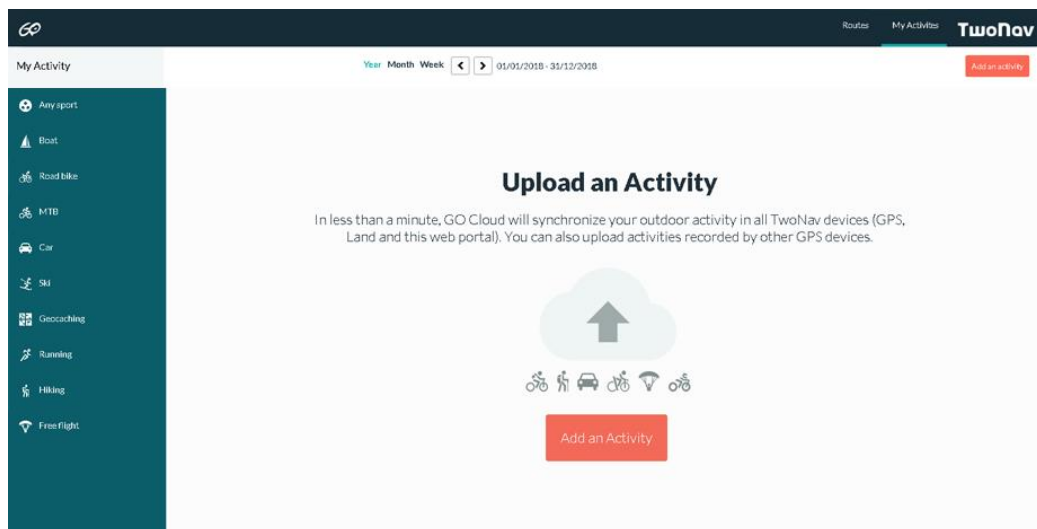 GO
Routes
My Activites
TwoNav
My Activity
Year Month Week 01/01/2018 - 31/12/2018
Add an activity
Any sport
Boat
Road bike
MTB
Car
Ski
Geocaching
Running
Hiking
Free flight
Upload an Activity
In less than a minute, GO Cloud will synchronize your outdoor activity in all TwoNav devices (GPS,
Land and this web portal). You can also upload activities recorded by other GPS devices.
Add an Activity